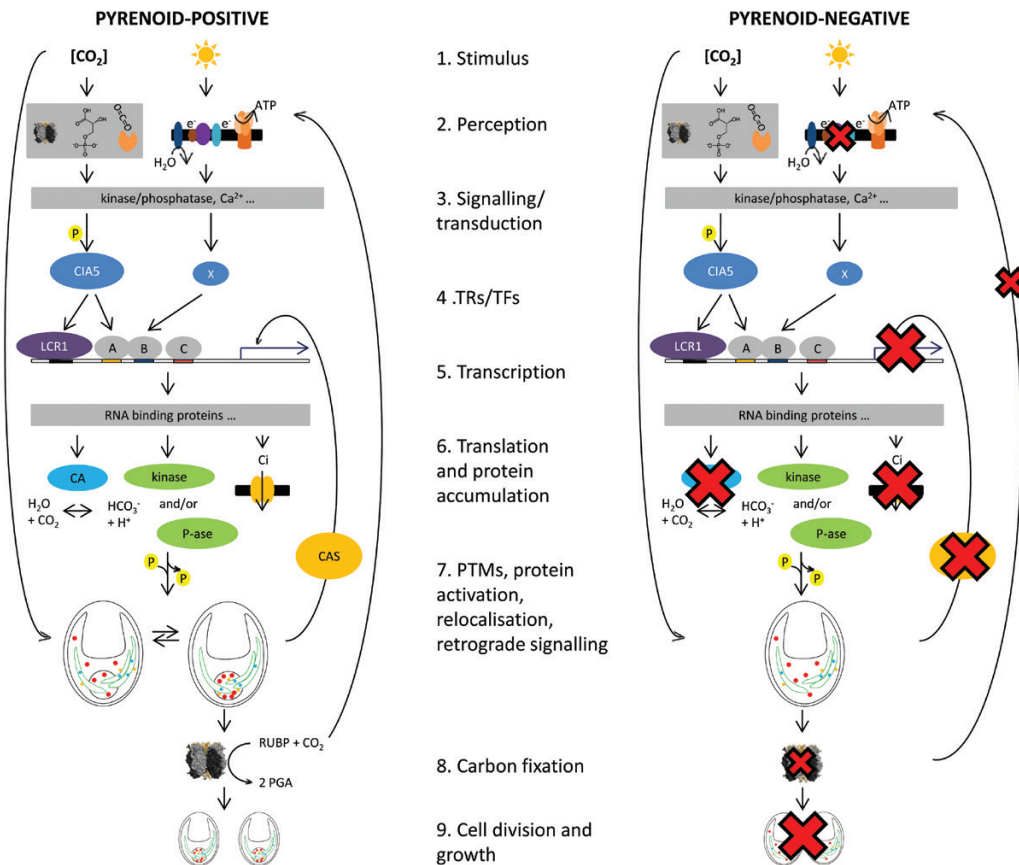 PYRENOID-POSITIVE
[CO₂]
ATP
e⁻
e⁻
H₂O
OH
O
OH
O
O⁻
P
O⁻
O
O=C=O
kinase/phosphatase, Ca²⁺ ...
P
CIA5
X
LCR1
A
B
C
RNA binding proteins ...
CA
kinase
Ci
H₂O
+ CO₂
HCO₃⁻
+ H⁺
and/or
P-ase
P
P
CAS
RUBP + CO₂
2 PGA
1. Stimulus
2. Perception
3. Signalling/
transduction
4 .TRs/TFs
5. Transcription
6. Translation
and protein
accumulation
7. PTMs, protein
activation,
relocalisation,
retrograde signalling
8. Carbon fixation
9. Cell division and
growth
PYRENOID-NEGATIVE
[CO₂]
ATP
e⁻
e⁻
H₂O
O=C=O
kinase/phosphatase, Ca²⁺ ...
P
CIA5
X
LCR1
A
B
C
RNA binding proteins ...
kinase
Ci
H₂O
+ CO₂
HCO₃⁻
+ H⁺
and/or
P-ase
P
P